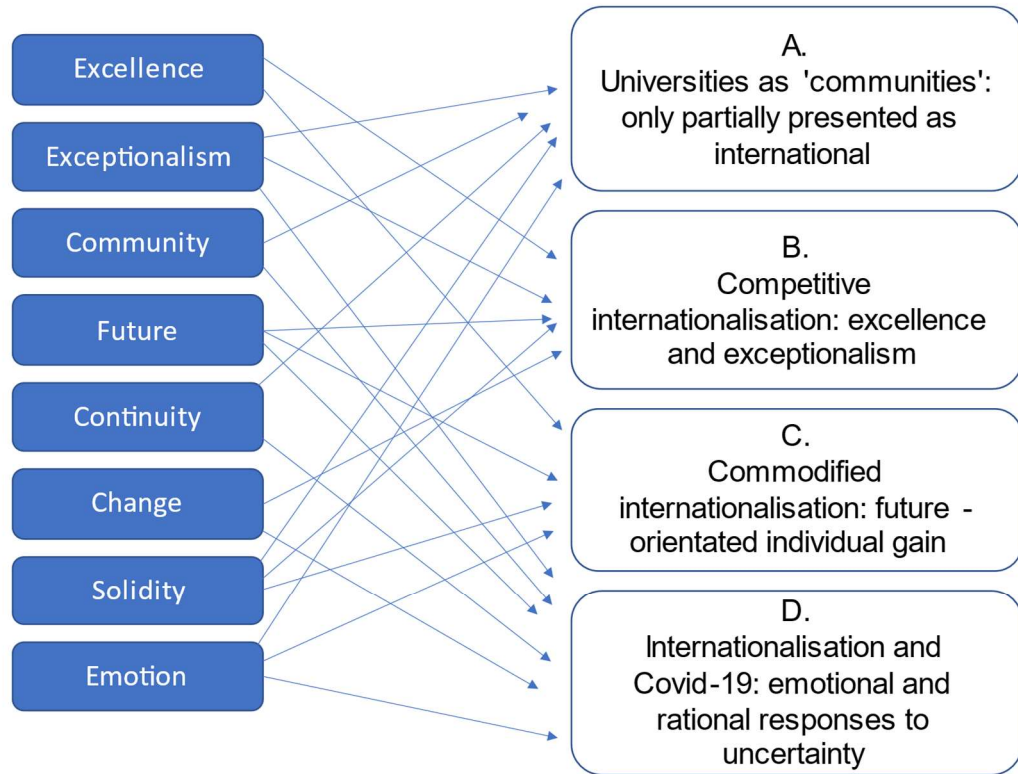 Excellence
Exceptionalism
Community
Future
Continuity
Change
Solidity
Emotion
A.
Universities as 'communities':
only partially presented as
international
B.
Competitive
internationalisation: excellence
and exceptionalism
C.
Commodified
internationalisation: future -
orientated individual gain
D.
Internationalisation and
Covid-19: emotional and
rational responses to
uncertainty